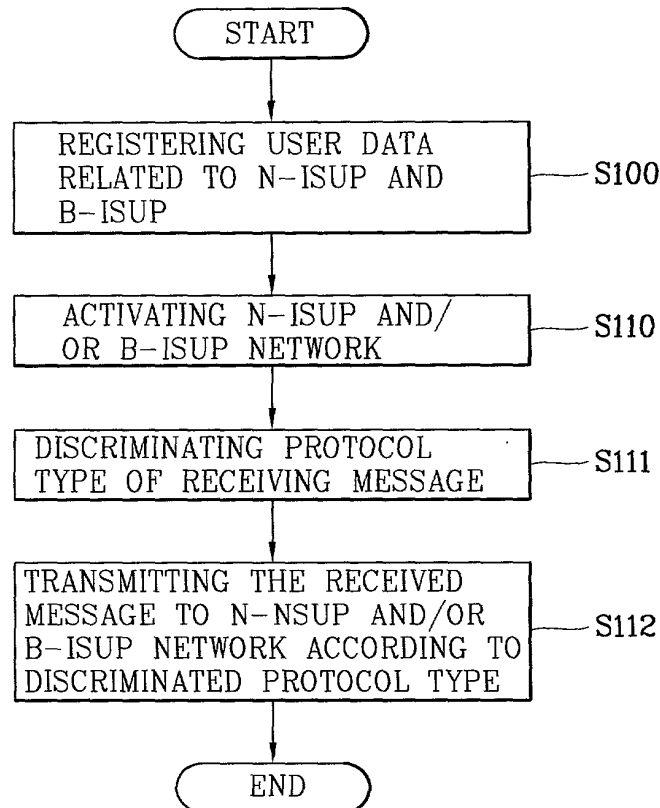 START
REGISTERING USER DATA
RELATED TO N-ISUP AND
B-ISUP
S100
ACTIVATING N-ISUP AND/
OR B-ISUP NETWORK
S110
DISCRIMINATING PROTOCOL
TYPE OF RECEIVING MESSAGE
S111
TRANSMITTING THE RECEIVED
MESSAGE TO N-NSUP AND/OR
B-ISUP NETWORK ACCORDING TO
DISCRIMINATED PROTOCOL TYPE
S112
END